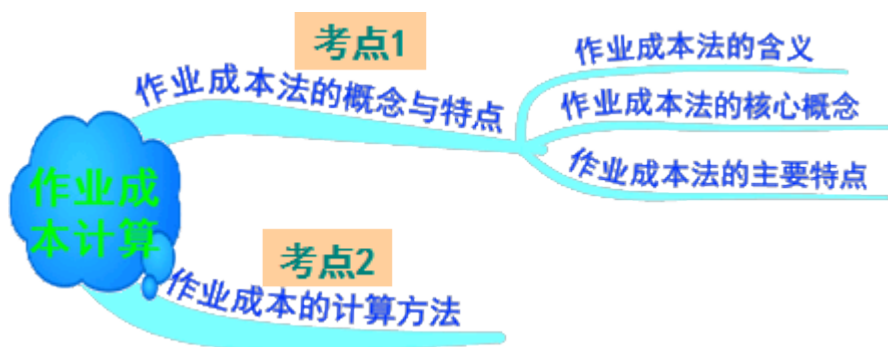 考点1
作业成本法的概念与特点
作业成本法的含义
作业成本法的核心概念
作业成本法的主要特点
作业成
本计算
考点2
作业成本的计算方法